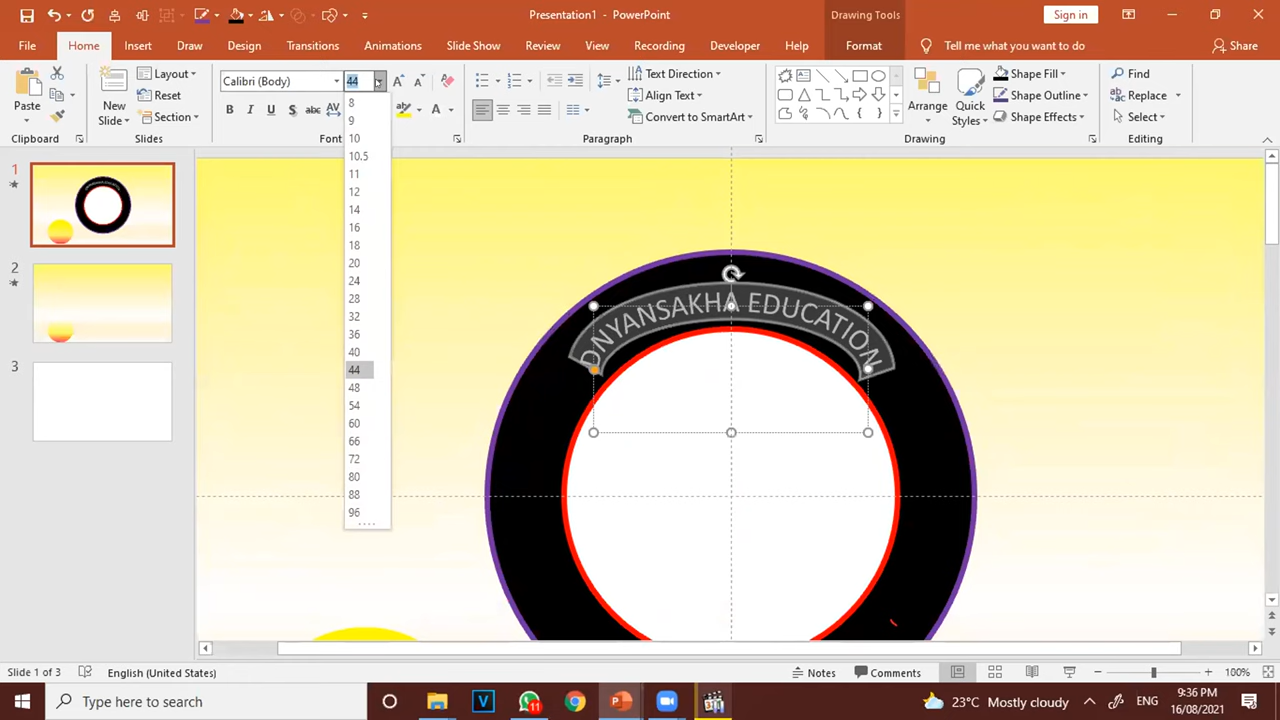 Presentation1 - PowerPoint
Drawing Tools
Sign in
File
Home
Insert
Draw
Design
Transitions
Animations
Slide Show
Review
View
Recording
Developer
Help
Format
Tell me what you want to do
Share
Paste
Clipboard
New Slide
Layout
Reset
Section
Slides
Calibri (Body)
44
B I U S abc AV
A
Font
Text Direction
Align Text
Convert to SmartArt
Paragraph
Arrange
Quick Styles
Shape Fill
Shape Outline
Shape Effects
Drawing
Find
Replace
Select
Editing
8
9
10
10.5
11
12
14
16
18
20
24
28
32
36
40
44
48
54
60
66
72
80
88
96
1
2
3
DNYANSAKHA EDUCATION
Slide 1 of 3
English (United States)
Notes
Comments
100%
Type here to search
V
11
23°C Mostly cloudy
ENG
9:36 PM
16/08/2021